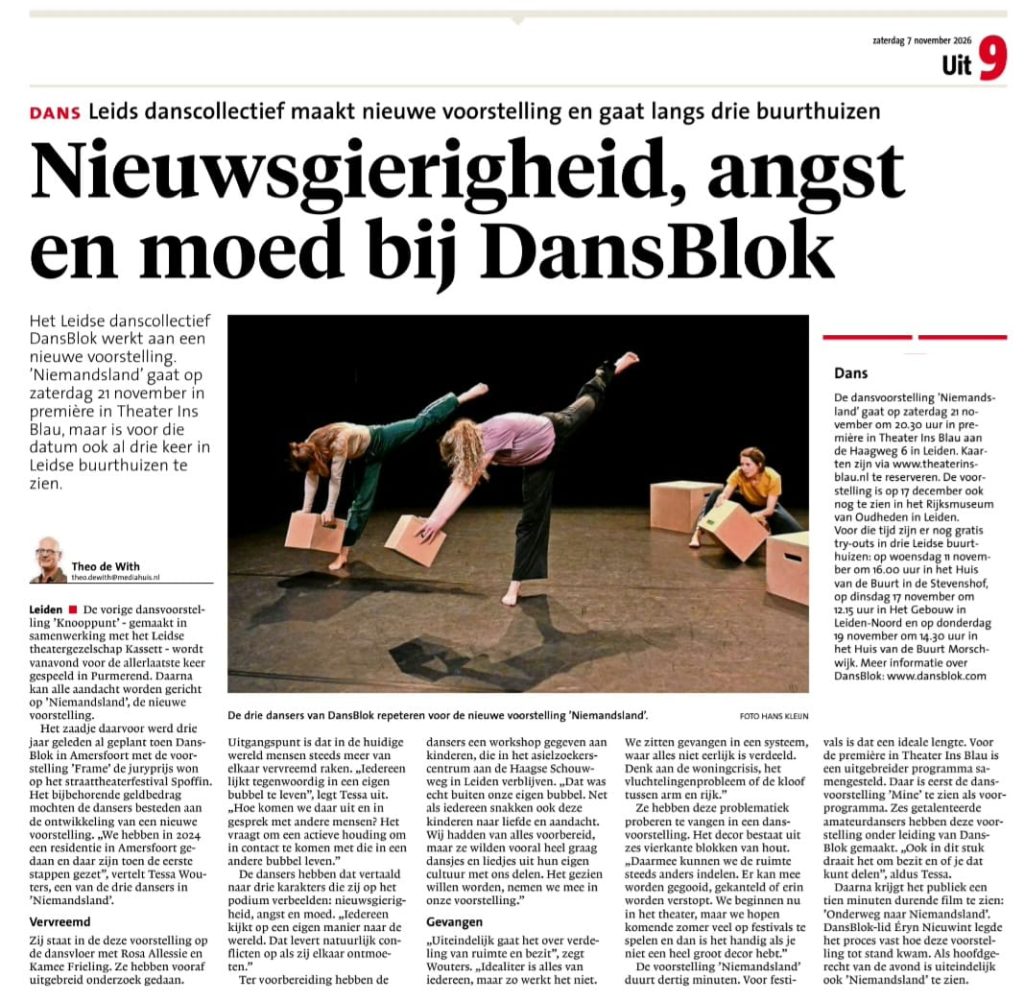 zaterdag 7 november 2026
Uit 9
DANS Leids danscollectief maakt nieuwe voorstelling en gaat langs drie buurthuizen
Nieuwsgierigheid, angst
en moed bij DansBlok
Het Leidse danscollectief
DansBlok werkt aan een
nieuwe voorstelling.
'Niemandsland' gaat op
zaterdag 21 november in
première in Theater Ins
Blau, maar is voor die
datum ook al drie keer in
Leidse buurthuizen te
zien.
Theo de With
theo.dewith@mediahuis.nl
Leiden ■ De vorige dansvoorstel-
ling 'Knooppunt' - gemaakt in
samenwerking met het Leidse
theatergezelschap Kassett - wordt
vanavond voor de allerlaatste keer
gespeeld in Purmerend. Daarna
kan alle aandacht worden gericht
op 'Niemandsland', de nieuwe
voorstelling.
Het zaadje daarvoor werd drie
jaar geleden al geplant toen Dans-
Blok in Amersfoort met de voor-
stelling 'Frame' de juryprijs won
op het straattheaterfestival Spoffin.
Het bijbehorende geldbedrag
mochten de dansers besteden aan
de ontwikkeling van een nieuwe
voorstelling. „We hebben in 2024
een residentie in Amersfoort ge-
daan en daar zijn toen de eerste
stappen gezet”, vertelt Tessa Wou-
ters, een van de drie dansers in
'Niemandsland'.
Vervreemd
Zij staat in de deze voorstelling op
de dansvloer met Rosa Allessie en
Kamee Frieling. Ze hebben vooraf
uitgebreid onderzoek gedaan.
De drie dansers van DansBlok repeteren voor de nieuwe voorstelling 'Niemandsland'.
FOTO HANS KLEIJN
Uitgangspunt is dat in de huidige
wereld mensen steeds meer van
elkaar vervreemd raken. „Iedereen
lijkt tegenwoordig in een eigen
bubbel te leven”, legt Tessa uit.
„Hoe komen we daar uit en in
gesprek met andere mensen? Het
vraagt om een actieve houding om
in contact te komen met die in een
andere bubbel leven.”
De dansers hebben dat vertaald
naar drie karakters die zij op het
podium verbeelden: nieuwsgierig-
heid, angst en moed. „Iedereen
kijkt op een eigen manier naar de
wereld. Dat levert natuurlijk con-
flicten op als zij elkaar ontmoe-
ten.”
Ter voorbereiding hebben de
dansers een workshop gegeven aan
kinderen, die in het asielzoekers-
centrum aan de Haagse Schouw-
weg in Leiden verblijven. „Dat was
echt buiten onze eigen bubbel. Net
als iedereen snakken ook deze
kinderen naar liefde en aandacht.
Wij hadden van alles voorbereid,
maar ze wilden vooral heel graag
dansjes en liedjes uit hun eigen
cultuur met ons delen. Het gezien
willen worden, nemen we mee in
onze voorstelling.”
Gevangen
„Uiteindelijk gaat het over verde-
ling van ruimte en bezit”, zegt
Wouters. „Idealiter is alles van
iedereen, maar zo werkt het niet.
We zitten gevangen in een systeem,
waar alles niet eerlijk is verdeeld.
Denk aan de woningcrisis, het
vluchtelingenprobleem of de kloof
tussen arm en rijk.”
Ze hebben deze problematiek
proberen te vangen in een dans-
voorstelling. Het decor bestaat uit
zes vierkante blokken van hout.
„Daarmee kunnen we de ruimte
steeds anders indelen. Er kan mee
worden gegooid, gekanteld of erin
worden verstopt. We beginnen nu
in het theater, maar we hopen
komende zomer veel op festivals te
spelen en dan is het handig als je
niet een heel groot decor hebt.”
De voorstelling 'Niemandsland'
duurt dertig minuten. Voor festi-
vals is dat een ideale lengte. Voor
de première in Theater Ins Blau is
een uitgebreider programma sa-
mengesteld. Daar is eerst de dans-
voorstelling 'Mine' te zien als voor-
programma. Zes getalenteerde
amateurdansers hebben deze voor-
stelling onder leiding van Dans-
Blok gemaakt. „Ook in dit stuk
draait het om bezit en of je dat
kunt delen”, aldus Tessa.
Daarna krijgt het publiek een
tien minuten durende film te zien:
'Onderweg naar Niemandsland'.
DansBlok-lid Éryn Nieuwint legde
het proces vast hoe deze voorstel-
ling tot stand kwam. Als hoofdge-
recht van de avond is uiteindelijk
ook 'Niemandsland' te zien.
Dans
De dansvoorstelling 'Niemands-
land' gaat op zaterdag 21 no-
vember om 20.30 uur in pre-
mière in Theater Ins Blau aan
de Haagweg 6 in Leiden. Kaar-
ten zijn via www.theaterins-
blau.nl te reserveren. De voor-
stelling is op 17 december ook
nog te zien in het Rijksmuseum
van Oudheden in Leiden.
Voor die tijd zijn er nog gratis
try-outs in drie Leidse buurt-
huizen: op woensdag 11 novem-
ber om 16.00 uur in het Huis
van de Buurt in de Stevenshof,
op dinsdag 17 november om
12.15 uur in Het Gebouw in
Leiden-Noord en op donderdag
19 november om 14.30 uur in
het Huis van de Buurt Morsch-
wijk. Meer informatie over
DansBlok: www.dansblok.com